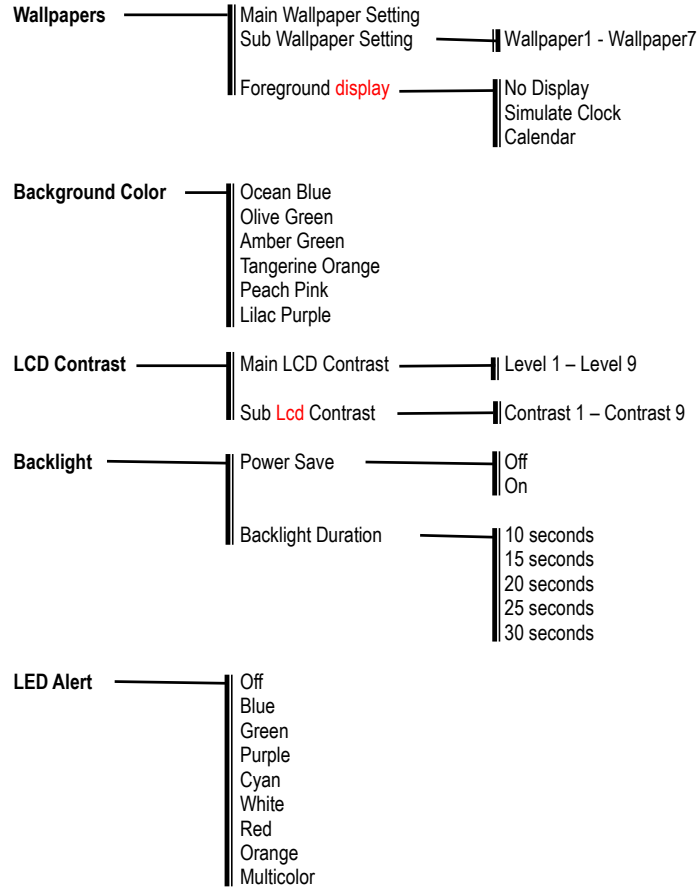 Wallpapers Main Wallpaper Setting
Sub Wallpaper Setting Wallpaper1 - Wallpaper7
Foreground display No Display
Simulate Clock
Calendar
Background Color Ocean Blue
Olive Green
Amber Green
Tangerine Orange
Peach Pink
Lilac Purple
LCD Contrast Main LCD Contrast Level 1 – Level 9
Sub Lcd Contrast Contrast 1 – Contrast 9
Backlight Power Save Off
On
Backlight Duration 10 seconds
15 seconds
20 seconds
25 seconds
30 seconds
LED Alert Off
Blue
Green
Purple
Cyan
White
Red
Orange
Multicolor